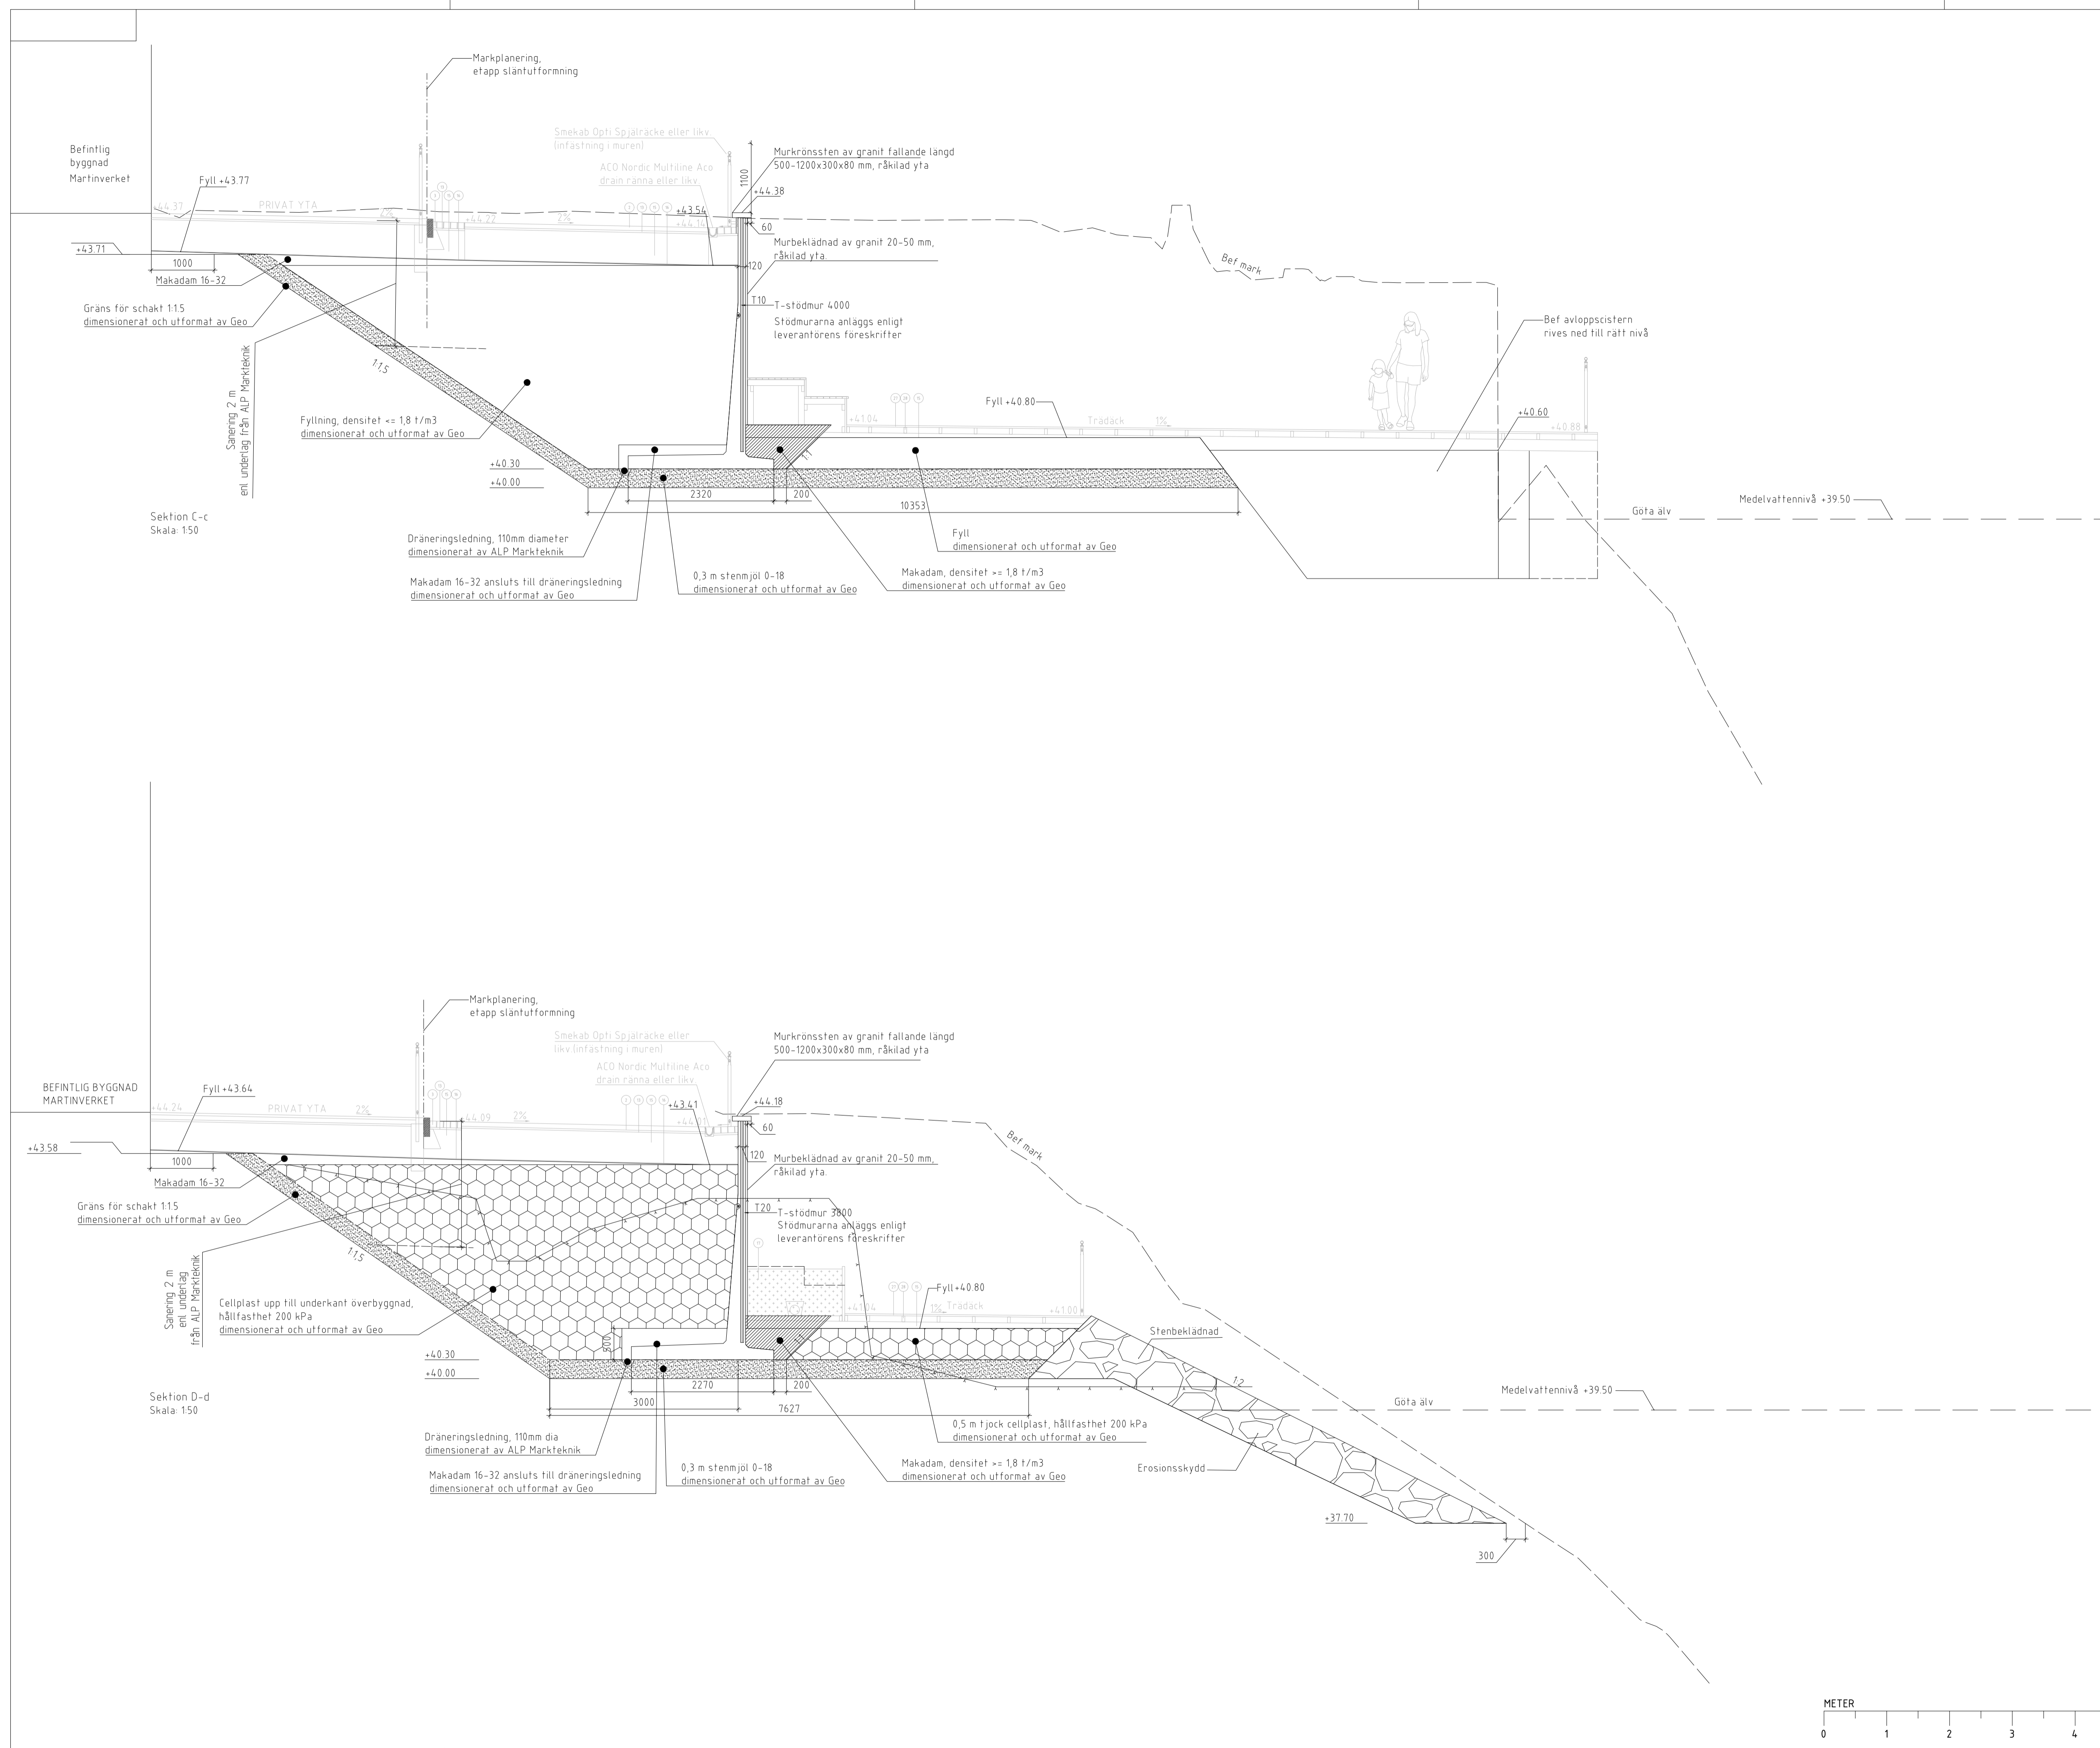 Markplanering,
etapp släntutformning
Befintlig
byggnad
Martinverket
Fyll +43.77
+44.37
PRIVAT YTA
2%
+44.22
2%
+44.14
Smekab Opti Spjälräcke eller likv.
(infästning i muren)
ACO Nordic Multiline Aco
drain ränna eller likv.
+43.54
1100
Murkrönssten av granit fallande längd
500-1200x300x80 mm, råkilad yta
+44.38
60
Murbeklädnad av granit 20-50 mm,
råkilad yta.
120
T10
T-stödmur 4000
Stödmurarna anläggs enligt
leverantörens föreskrifter
+43.71
1000
Makadam 16-32
Gräns för schakt 1:1.5
dimensionerat och utformat av Geo
Sanering 2 m
enl underlag från ALP Markteknik
1:1,5
Fyllning, densitet <= 1,8 t/m3
dimensionerat och utformat av Geo
+40.30
+40.00
Bef mark
Bef avloppscistern
rives ned till rätt nivå
Fyll +40.80
+41.04
Trädäck
1%
+40.60
+40.88
1:1
2320
200
10353
Medelvattennivå +39.50
Göta älv
Sektion C-c
Skala: 1:50
Dräneringsledning, 110mm diameter
dimensionerat av ALP Markteknik
Makadam 16-32 ansluts till dräneringsledning
dimensionerat och utformat av Geo
0,3 m stenmjöl 0-18
dimensionerat och utformat av Geo
Fyll
dimensionerat och utformat av Geo
Makadam, densitet >= 1,8 t/m3
dimensionerat och utformat av Geo
Markplanering,
etapp släntutformning
BEFINTLIG BYGGNAD
MARTINVERKET
Fyll +43.64
+44.24
PRIVAT YTA
2%
+44.09
2%
Smekab Opti Spjälräcke eller
likv.(infästning i muren)
ACO Nordic Multiline Aco
drain ränna eller likv.
+43.41
Murkrönssten av granit fallande längd
500-1200x300x80 mm, råkilad yta
+44.18
60
120
Murbeklädnad av granit 20-50 mm,
råkilad yta.
T20
T-stödmur 3800
Stödmurarna anläggs enligt
leverantörens föreskrifter
+43.58
1000
Makadam 16-32
Gräns för schakt 1:1.5
dimensionerat och utformat av Geo
Sanering 2 m
enl underlag
från ALP Markteknik
1:1,5
Cellplast upp till underkant överbyggnad,
hållfasthet 200 kPa
dimensionerat och utformat av Geo
500
+40.30
+40.00
Bef mark
Fyll +40.80
+41.04
1%
Trädäck
+41.00
Stenbeklädnad
1:2
2270
200
3000
7627
Medelvattennivå +39.50
Göta älv
Sektion D-d
Skala: 1:50
Dräneringsledning, 110mm dia
dimensionerat av ALP Markteknik
Makadam 16-32 ansluts till dräneringsledning
dimensionerat och utformat av Geo
0,3 m stenmjöl 0-18
dimensionerat och utformat av Geo
0,5 m tjock cellplast, hållfasthet 200 kPa
dimensionerat och utformat av Geo
Makadam, densitet >= 1,8 t/m3
dimensionerat och utformat av Geo
Erosionsskydd
+37.70
300
METER
0 1 2 3 4